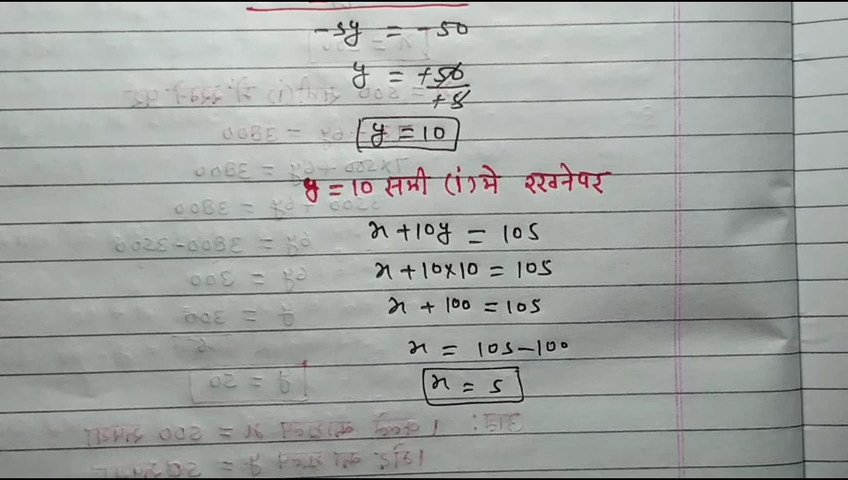 -5y = -50
y = +50
+5
y = 10
y = 10 समी (i) मे रखनेपर
x + 10y = 105
x + 10×10 = 105
x + 100 = 105
x = 105-100
x = 5